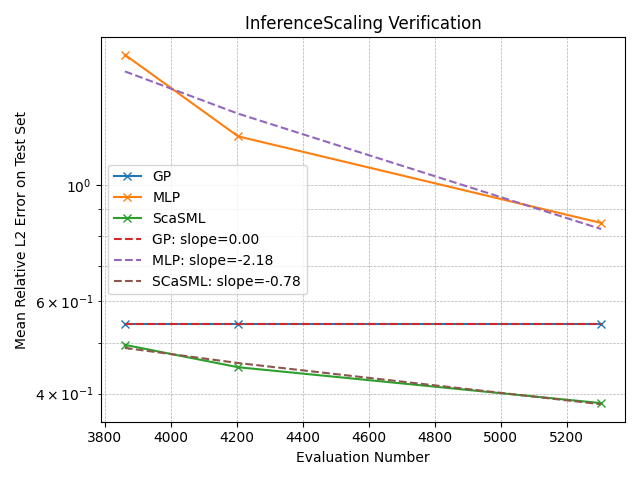 InferenceScaling Verification
Mean Relative L2 Error on Test Set
10⁰
6 × 10⁻¹
4 × 10⁻¹
GP
MLP
ScaSML
GP: slope=0.00
MLP: slope=-2.18
SCaSML: slope=-0.78
3800 4000 4200 4400 4600 4800 5000 5200
Evaluation Number